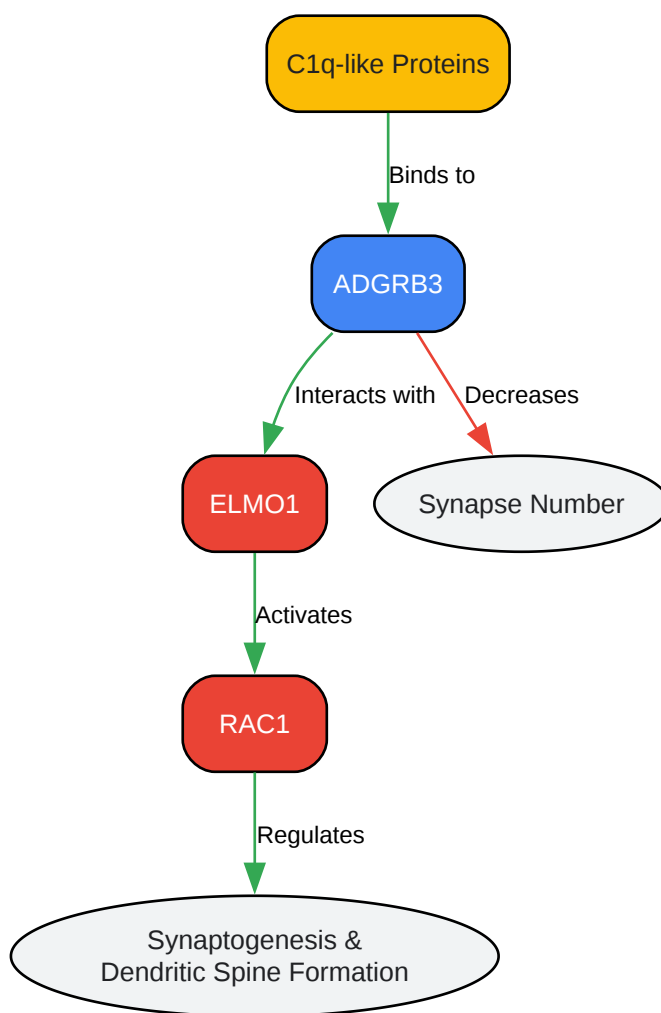 C1q-like Proteins
Binds to
ADGRB3
Interacts with
Decreases
ELMO1
Synapse Number
Activates
RAC1
Regulates
Synaptogenesis &
Dendritic Spine Formation